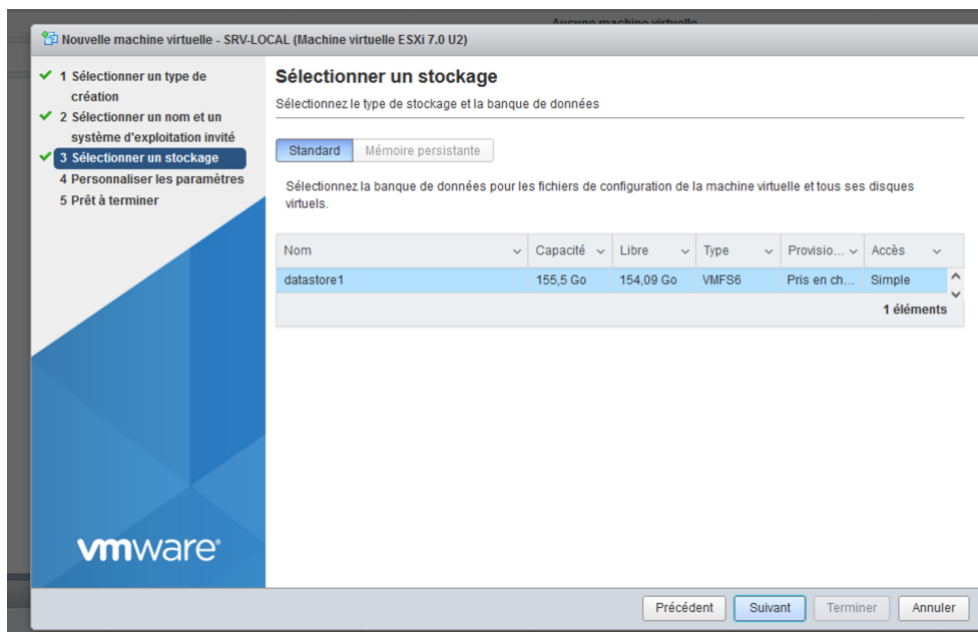 Aucune machine virtuelle
Nouvelle machine virtuelle - SRV-LOCAL (Machine virtuelle ESXi 7.0 U2)
1 Sélectionner un type de
création
2 Sélectionner un nom et un
système d'exploitation invité
3 Sélectionner un stockage
4 Personnaliser les paramètres
5 Prêt à terminer
Sélectionner un stockage
Sélectionnez le type de stockage et la banque de données
Standard Mémoire persistante
Sélectionnez la banque de données pour les fichiers de configuration de la machine virtuelle et tous ses disques
virtuels.
Nom Capacité Libre Type Provisio... Accès
datastore1 155,5 Go 154,09 Go VMFS6 Pris en ch... Simple
1 éléments
vmware®
Précédent Suivant Terminer Annuler